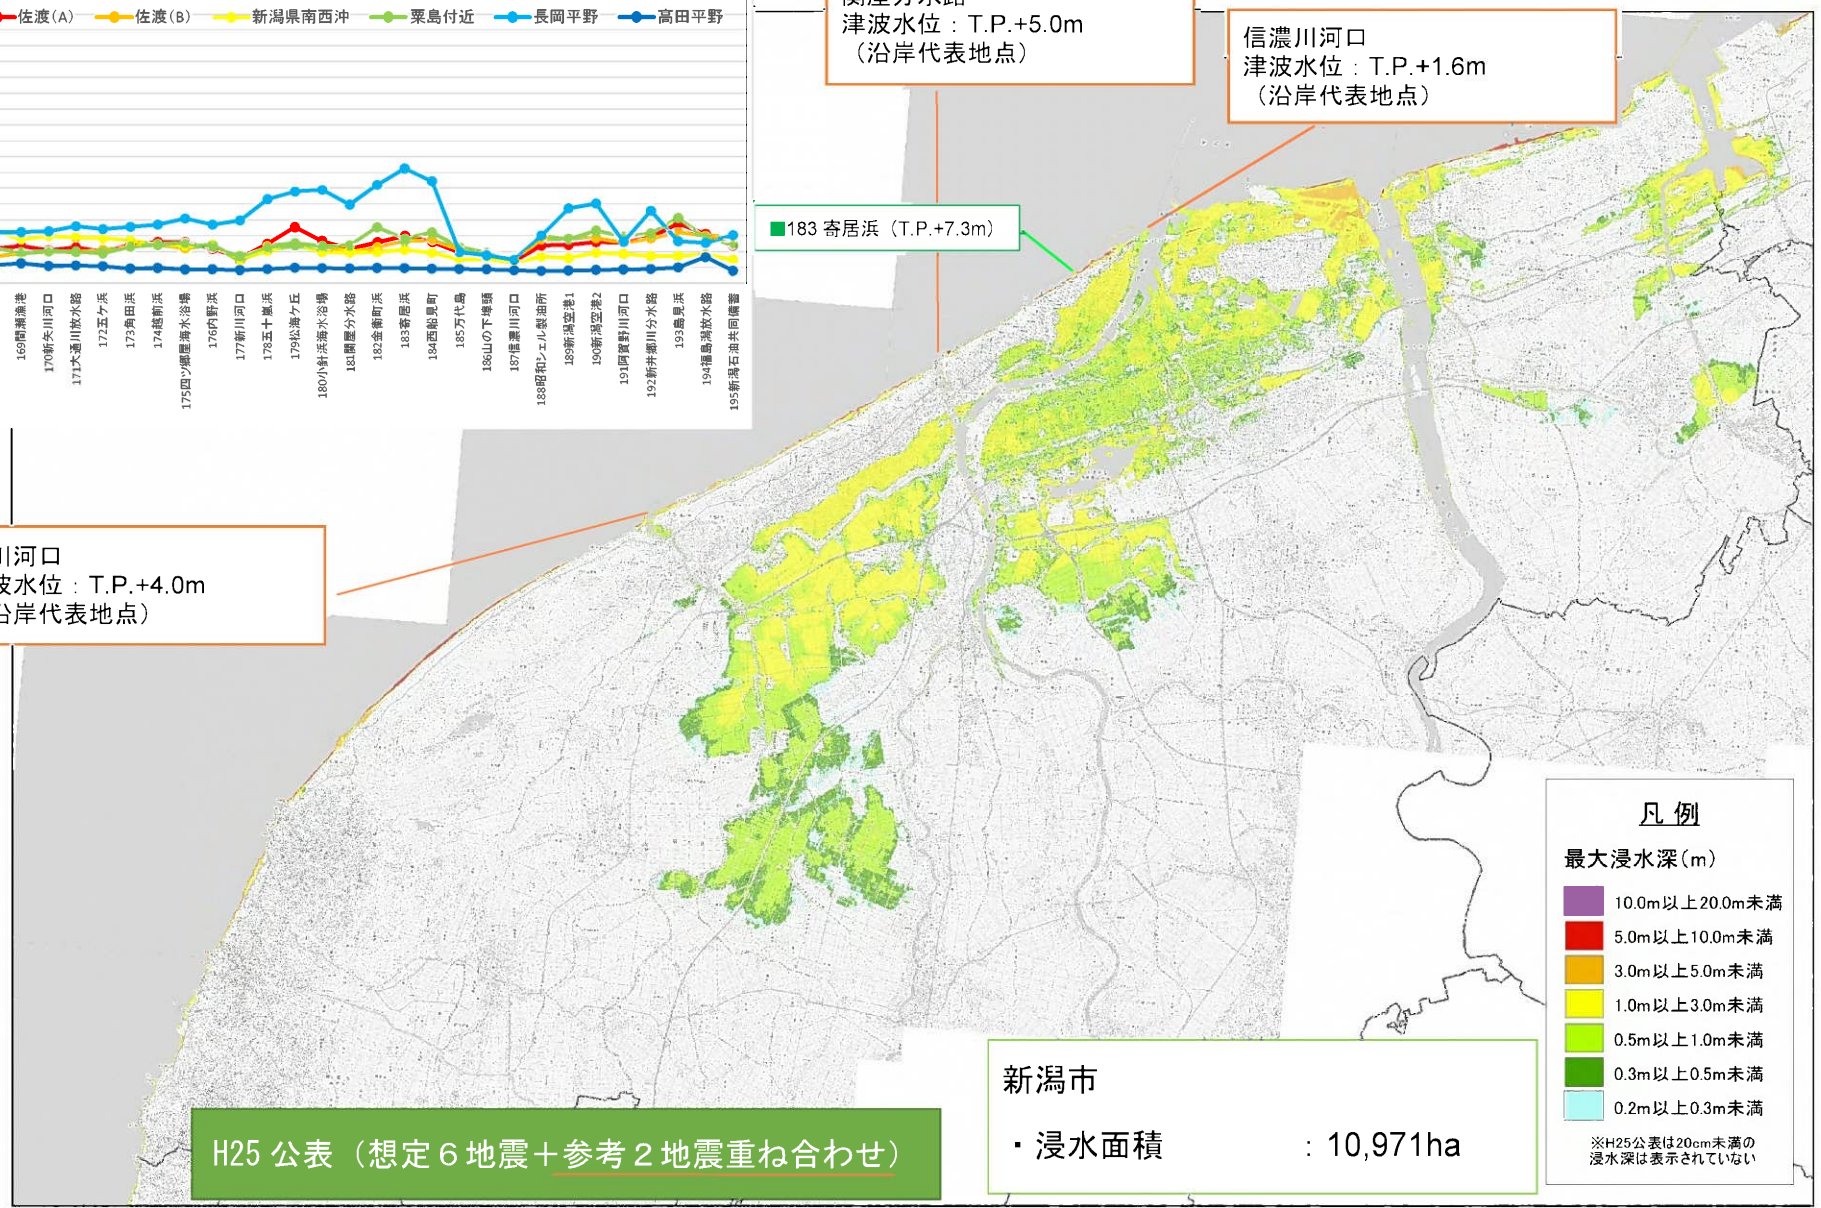 佐渡(A) 佐渡(B) 新潟県南西沖 粟島付近 長岡平野 高田平野
169間瀬漁港
170新矢川河口
171大通川放水路
172五ケ浜
173角田浜
174越前浜
175四ツ郷屋海水浴場
176内野浜
177新川河口
178五十嵐浜
179松海ケ丘
180小針浜海水浴場
181関屋分水路
182金衛町浜
183寄居浜
184西船見町
185万代島
186山の下埠頭
187信濃川河口
188昭和シェル製油所
189新潟空港1
190新潟空港2
191阿賀野川河口
192新井郷川分水路
193島見浜
194福島潟放水路
195新潟石油共同備蓄
関屋分水路
津波水位：T.P.+5.0m
（沿岸代表地点）
信濃川河口
津波水位：T.P.+1.6m
（沿岸代表地点）
■183 寄居浜（T.P.+7.3m）
川河口
波水位：T.P.+4.0m
沿岸代表地点）
凡例
最大浸水深(m)
10.0m以上20.0m未満
5.0m以上10.0m未満
3.0m以上5.0m未満
1.0m以上3.0m未満
0.5m以上1.0m未満
0.3m以上0.5m未満
0.2m以上0.3m未満
※H25公表は20cm未満の
浸水深は表示されていない
新潟市
・浸水面積　：10,971ha
H25 公表（想定６地震＋参考２地震重ね合わせ）